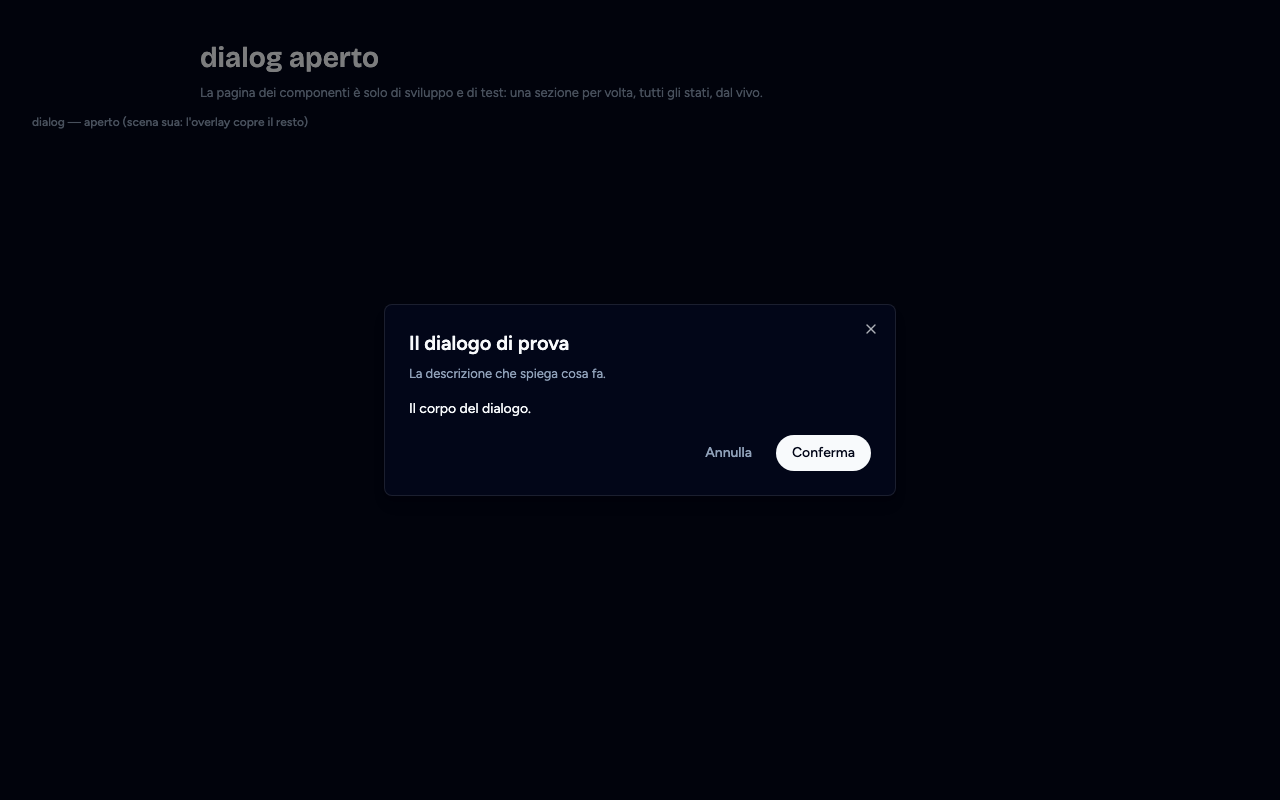 dialog aperto
La pagina dei componenti è solo di sviluppo e di test: una sezione per volta, tutti gli stati, dal vivo.
dialog — aperto (scena sua: l'overlay copre il resto)
Il dialogo di prova
La descrizione che spiega cosa fa.
Il corpo del dialogo.
Annulla
Conferma